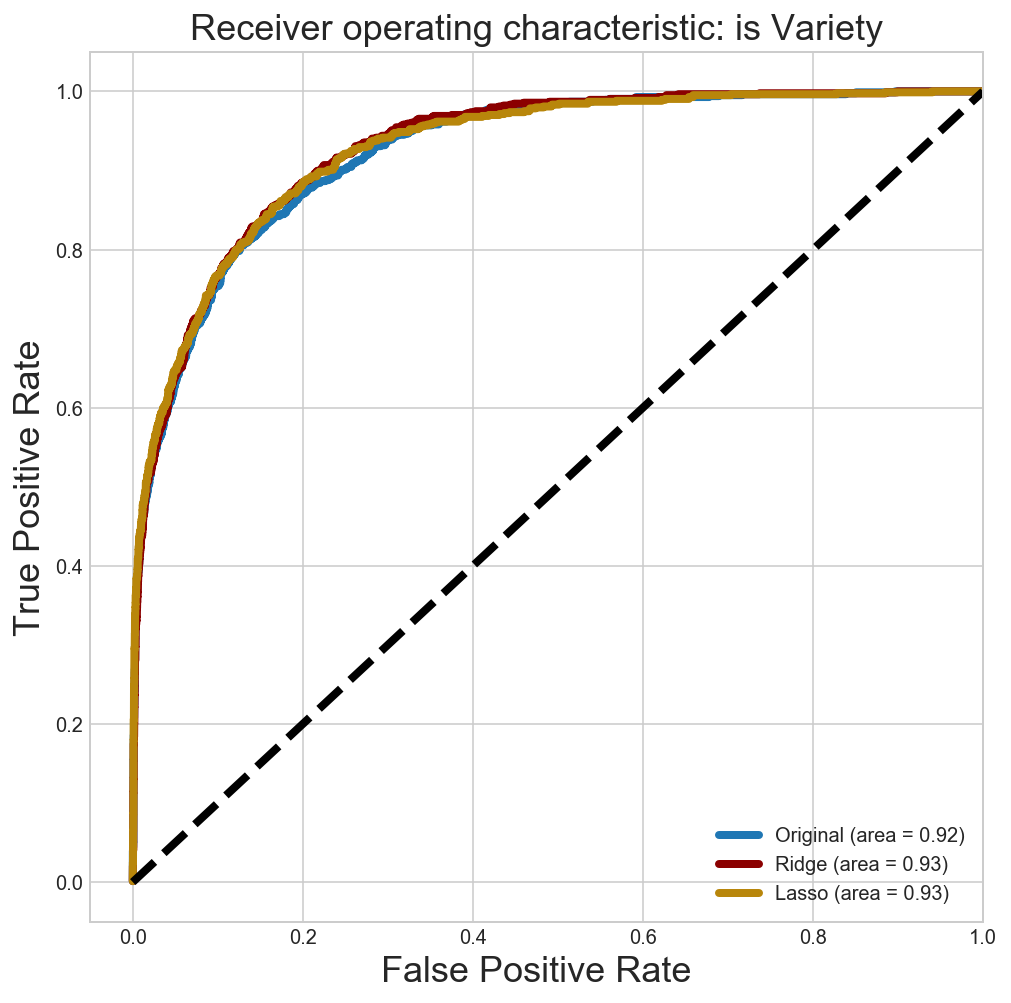 Receiver operating characteristic: is Variety
True Positive Rate
1.0
0.8
0.6
0.4
0.2
0.0
Original (area = 0.92)
Ridge (area = 0.93)
Lasso (area = 0.93)
0.0 0.2 0.4 0.6 0.8 1.0
False Positive Rate